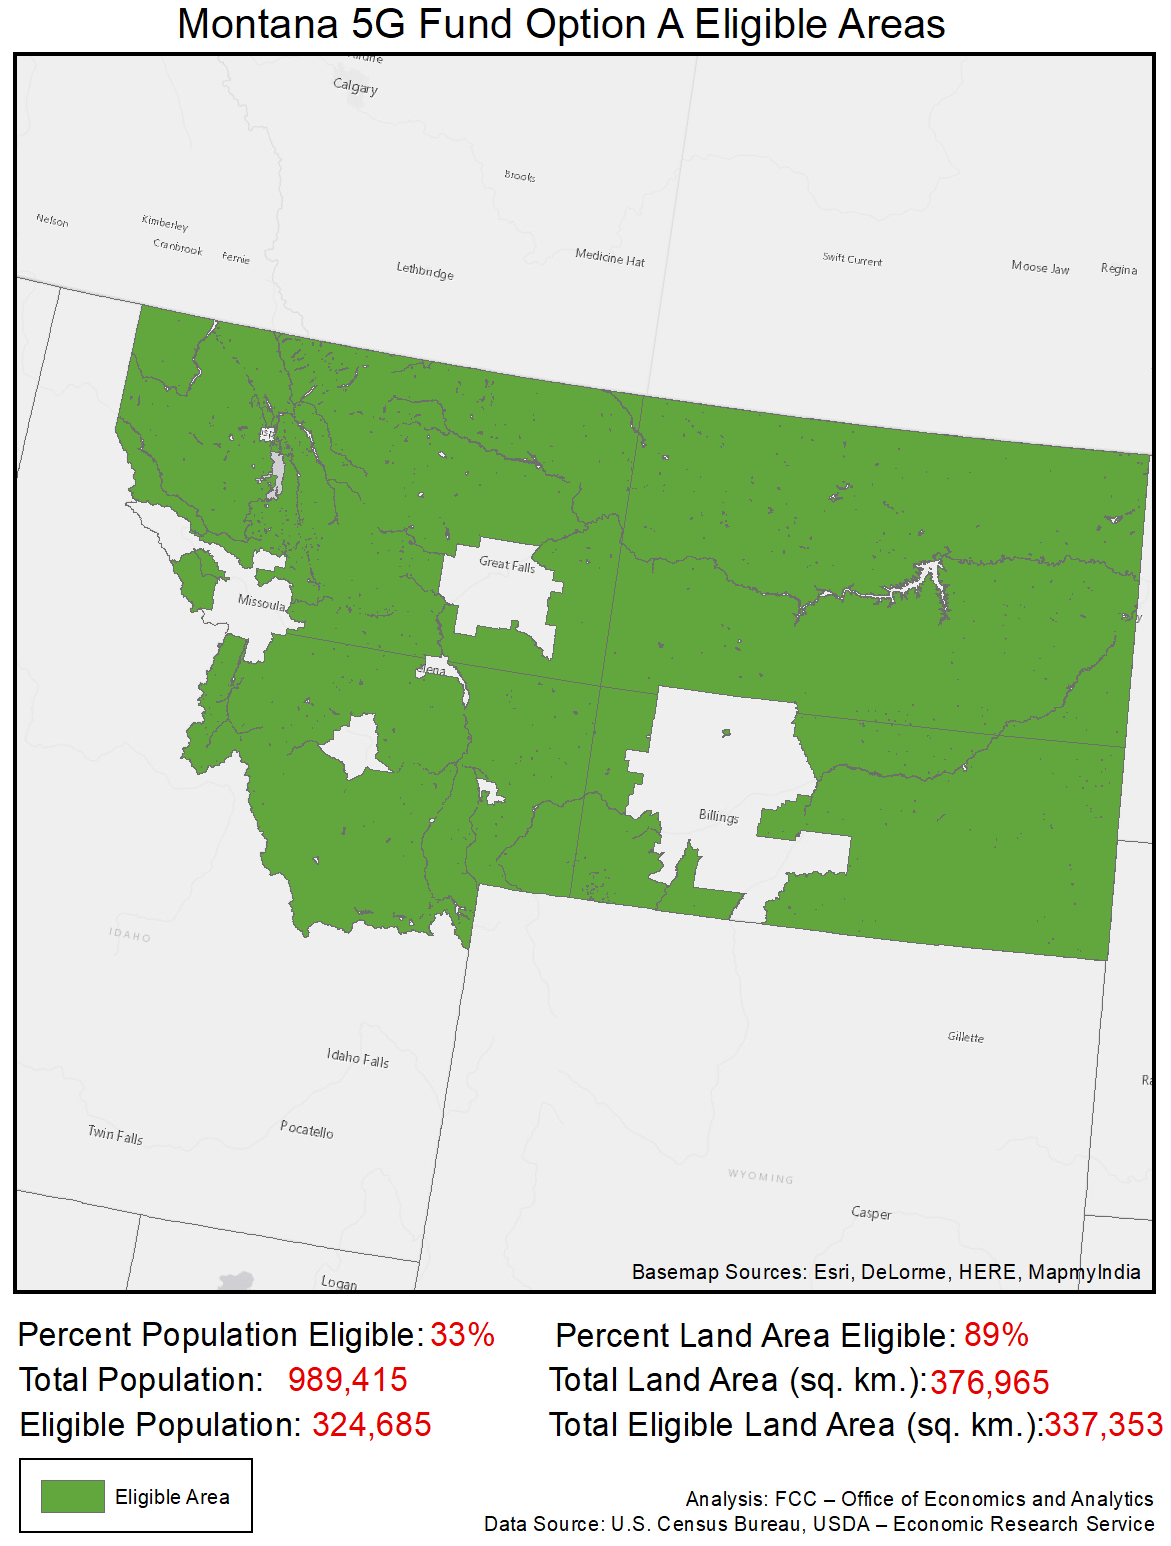 Montana 5G Fund Option A Eligible Areas
Calgary
Brooks
Nelson
Kimberley
Cranbrook
Fernie
Lethbridge
Medicine Hat
Swift Current
Moose Jaw
Regina
Great Falls
Missoula
elena
Billings
IDAHO
Gillette
Idaho Falls
Pocatello
Twin Falls
WYOMING
Casper
Logan
Ra
Basemap Sources: Esri, DeLorme, HERE, MapmyIndia
Percent Population Eligible: 33%
Total Population: 989,415
Eligible Population: 324,685
Percent Land Area Eligible: 89%
Total Land Area (sq. km.): 376,965
Total Eligible Land Area (sq. km.): 337,353
Eligible Area
Analysis: FCC – Office of Economics and Analytics
Data Source: U.S. Census Bureau, USDA – Economic Research Service